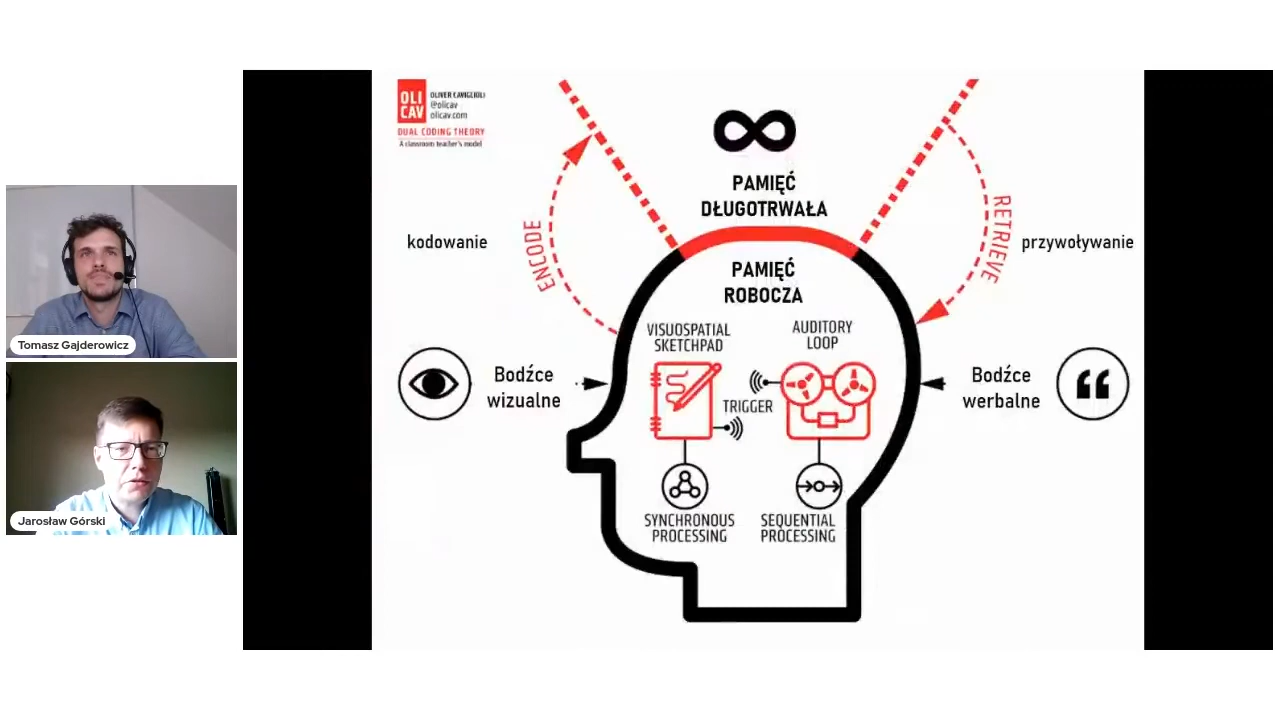 OLI
CAV
OLIVER CAVIGLIOLI
@olicav
olicav.com
DUAL CODING THEORY
A classroom teacher's model
PAMIĘĆ
DŁUGOTRWAŁA
kodowanie
ENCODE
RETRIEVE
przywoływanie
PAMIĘĆ
ROBOCZA
VISUOSPATIAL
SKETCHPAD
AUDITORY
LOOP
Bodźce
wizualne
TRIGGER
Bodźce
werbalne
SYNCHRONOUS
PROCESSING
SEQUENTIAL
PROCESSING
Tomasz Gajderowicz
Jarosław Górski